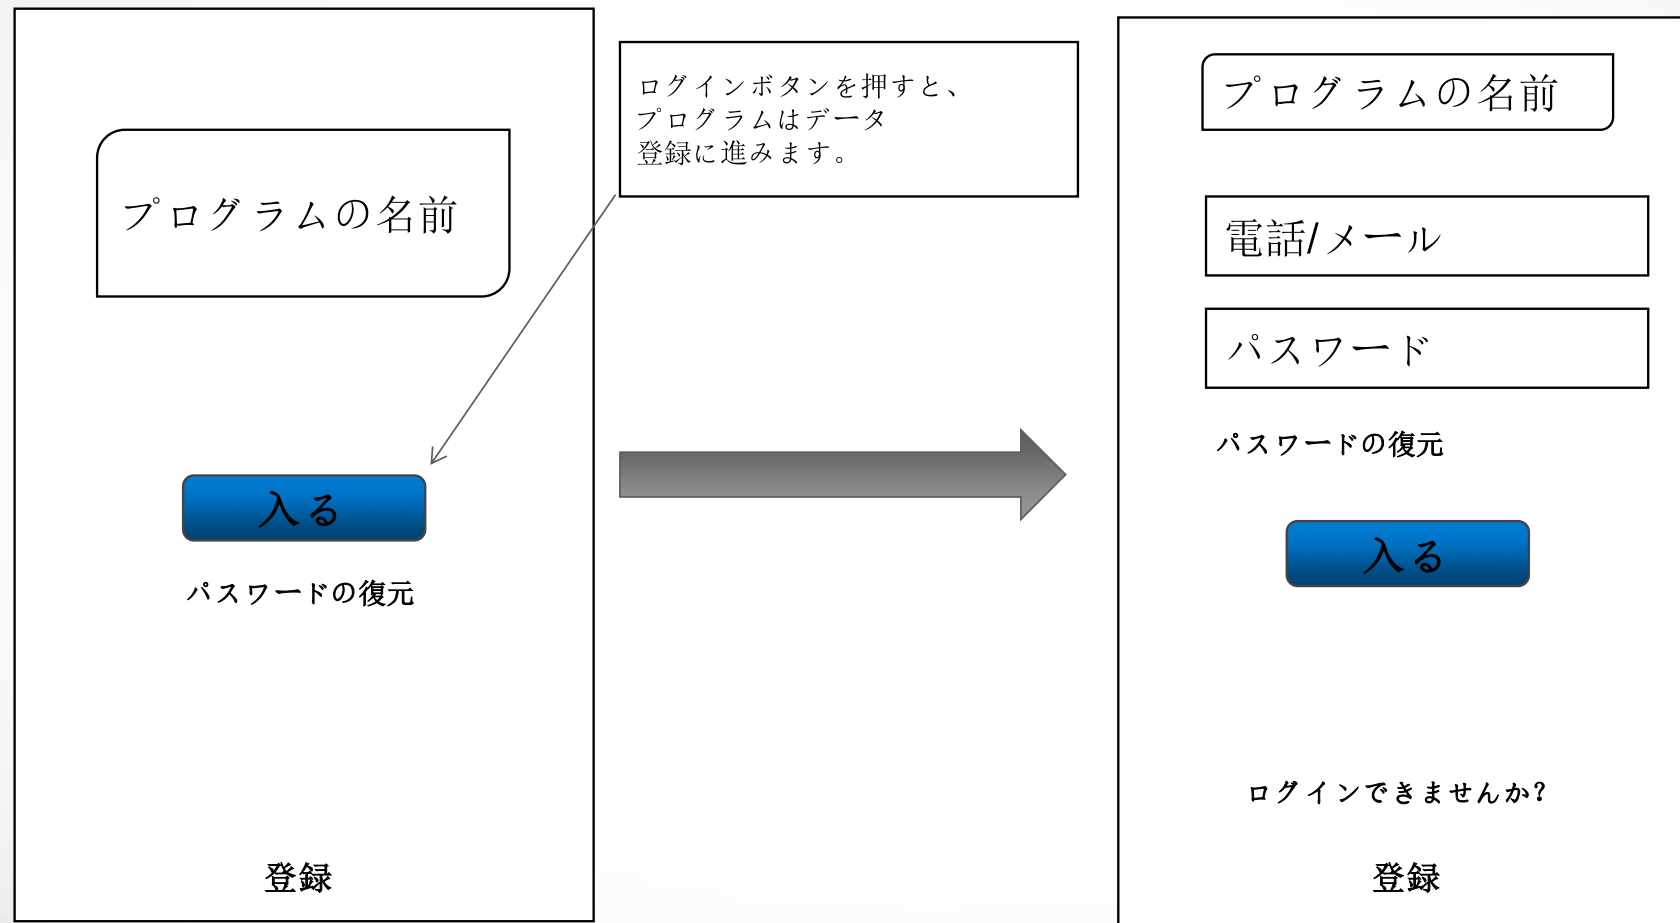 プログラムの名前
入る
パスワードの復元
登録
ログインボタンを押すと、
プログラムはデータ
登録に進みます。
プログラムの名前
電話/メール
パスワード
パスワードの復元
入る
ログインできませんか?
登録